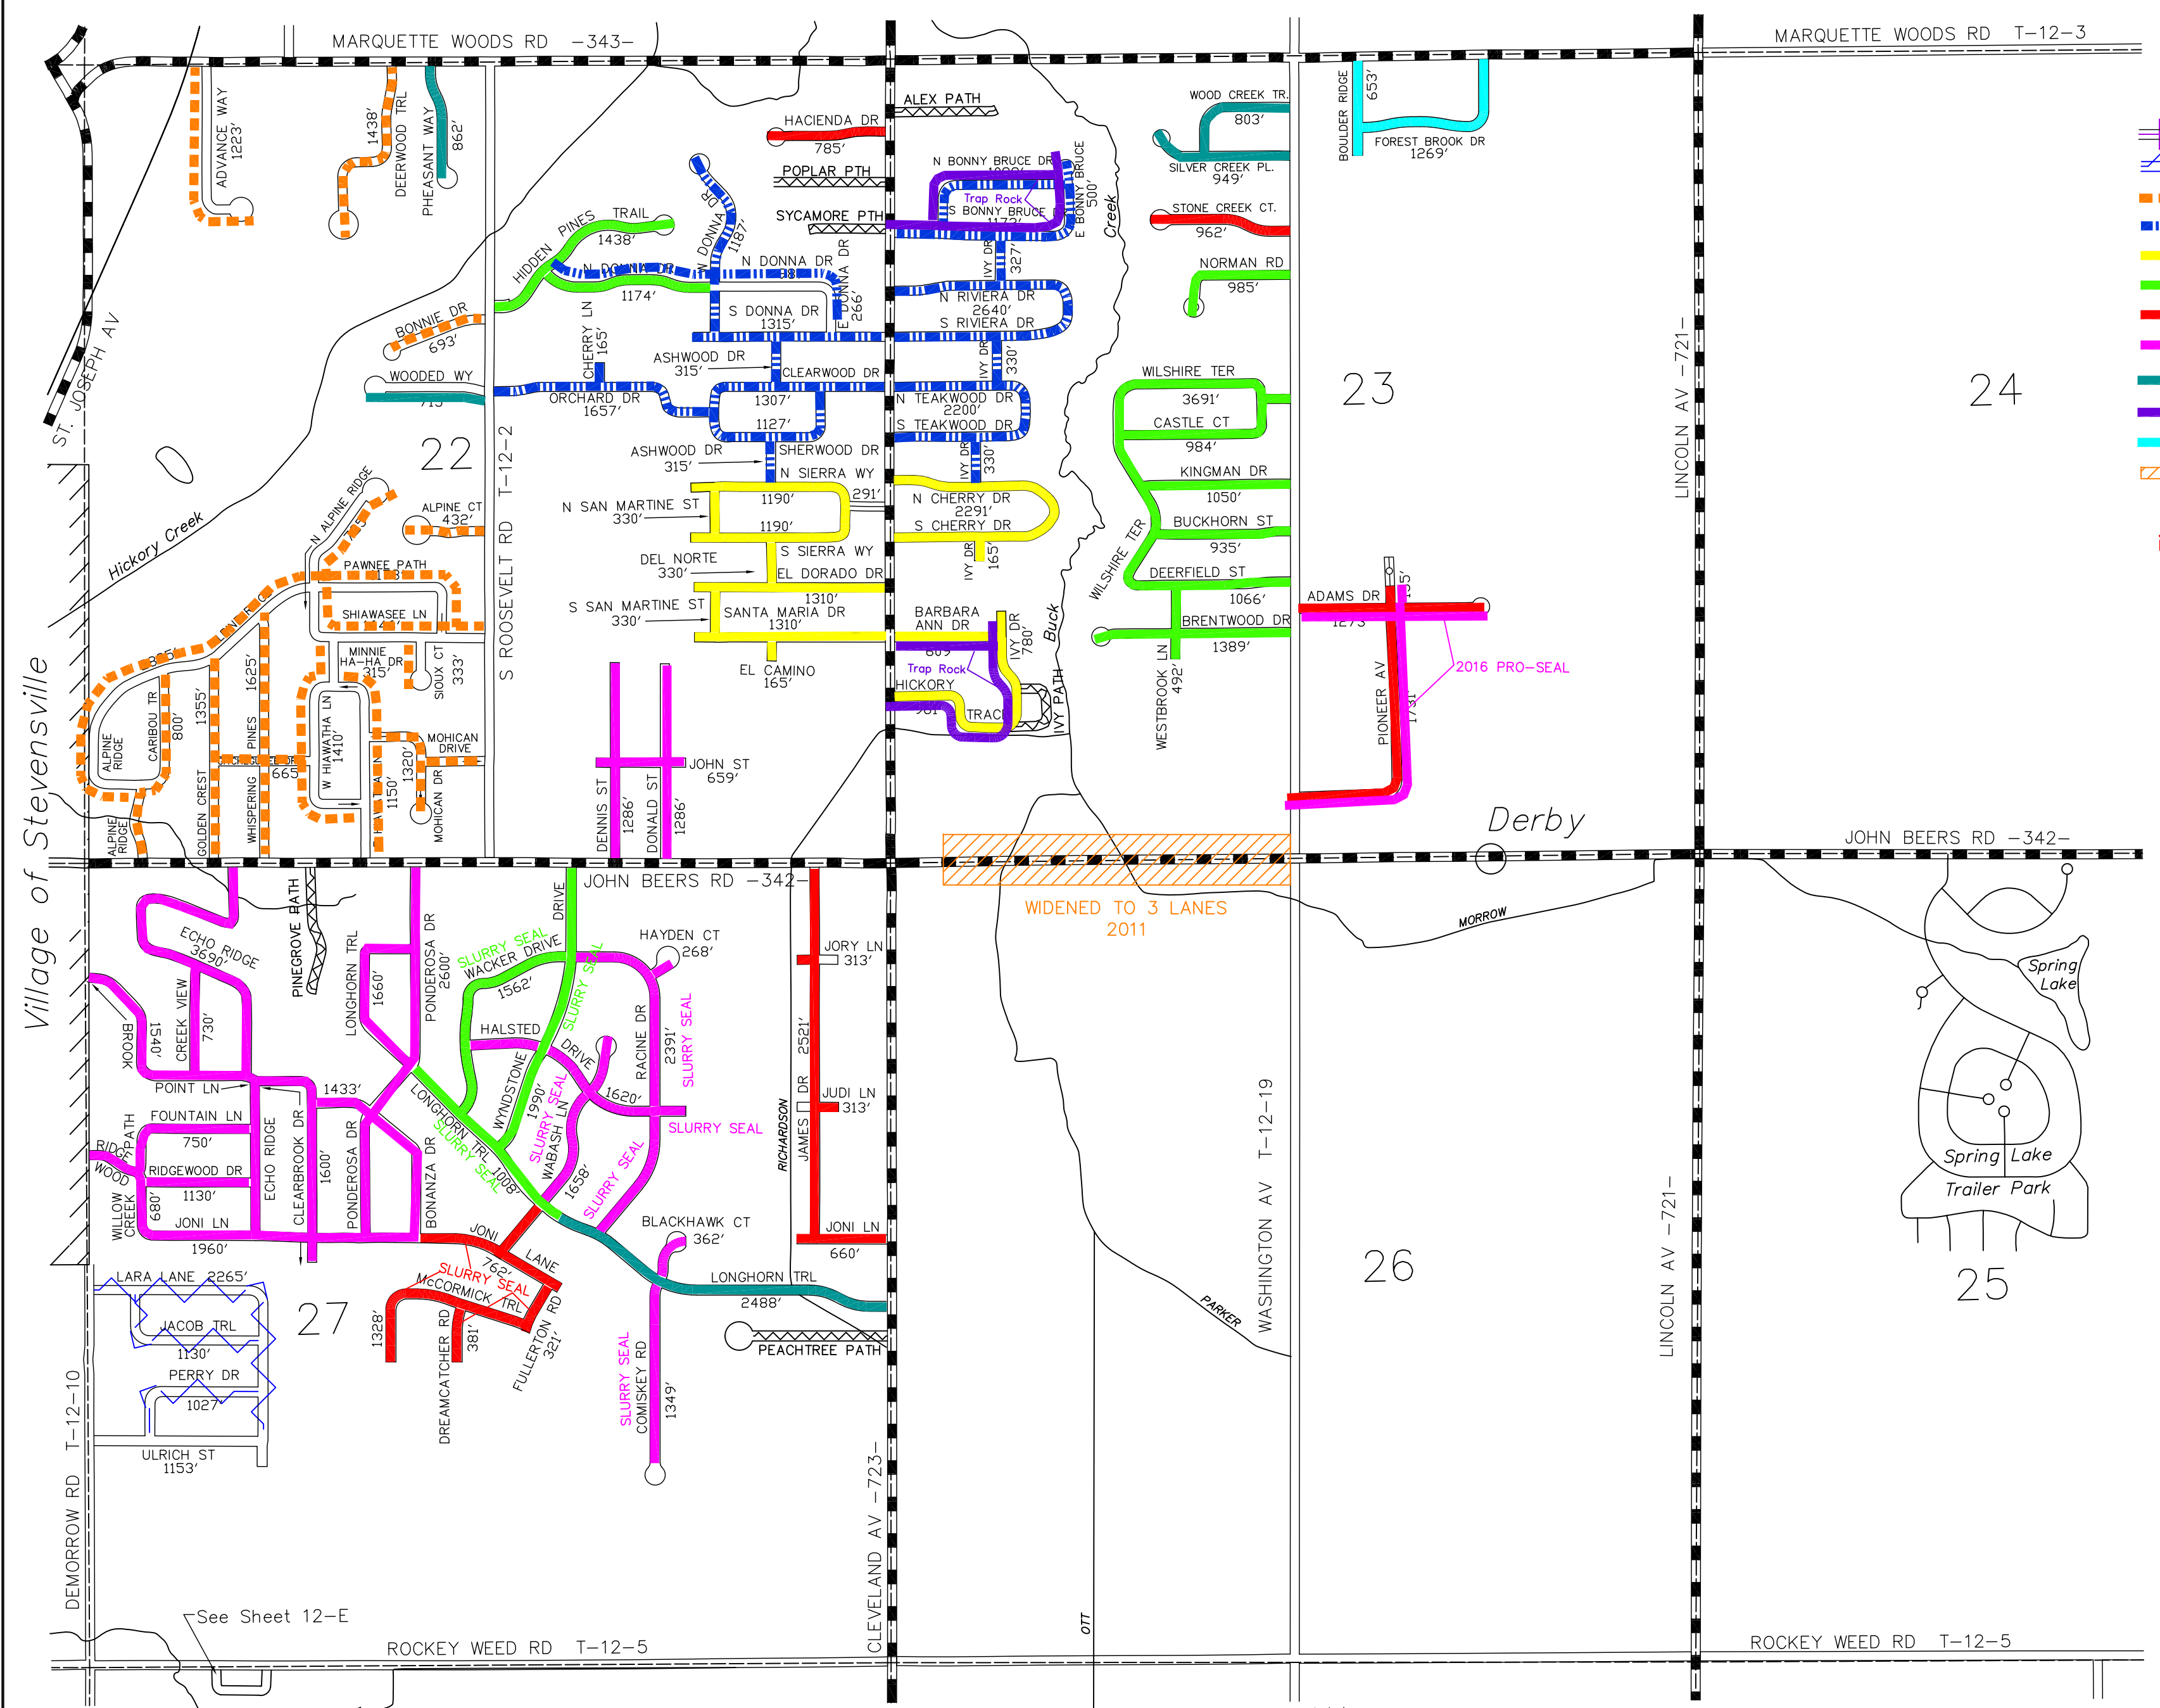 MARQUETTE WOODS RD -343-
MARQUETTE WOODS RD T-12-3
ADVANCE WAY
1223'
1438'
DEERWOOD TRL
PHEASANT WAY
862'
ALEX PATH
HACIENDA DR
785'
POPLAR PTH
SYCAMORE PTH
WOOD CREEK TR.
803'
SILVER CREEK PL.
949'
STONE CREEK CT.
962'
NORMAN RD
985'
BOULDER RIDGE
653'
FOREST BROOK DR
1269'
N BONNY BRUCE DR
Trap Rock
S BONNY BRUCE
E BONNY BRUCE
500'
Creek
HIDDEN PINES TRAIL
1438'
W DONNA DR
1187'
N DONNA DR
N DONNA DR
1174'
E DONNA DR
266'
S DONNA DR
1315'
IVY DR
327'
N RIVIERA DR
2640'
S RIVIERA DR
BONNIE DR
693'
ST. JOSEPH AV
CHERRY LN
165'
ASHWOOD DR
315'
CLEARWOOD DR
IVY DR
330'
WOODED WY
ORCHARD DR
1657'
1307'
1127'
N TEAKWOOD DR
2200'
S TEAKWOOD DR
WILSHIRE TER
3691'
CASTLE CT
984'
23
24
LINCOLN AV -721-
22
S ROOSEVELT RD T-12-2
ASHWOOD DR
315'
SHERWOOD DR
IVY DR
330'
KINGMAN DR
1050'
N SIERRA WY
1190'
291'
N SAN MARTINE ST
330'
1190'
S SIERRA WY
N CHERRY DR
2291'
S CHERRY DR
IVY DR
165'
BUCKHORN ST
935'
WILSHIRE TER
DEERFIELD ST
1066'
Hickory Creek
N ALPINE RIDGE
ALPINE CT
432'
PAWNEE PATH
SHIAWASEE LN
DEL NORTE
330'
EL DORADO DR
1310'
S SAN MARTINE ST
330'
SANTA MARIA DR
1310'
EL CAMINO
165'
BARBARA
ANN DR
809'
IVY DR
780'
Trap Rock
HICKORY
TRACE
IVY PATH
Buck
BRENTWOOD DR
1389'
WESTBROOK LN
492'
ADAMS DR
1273'
PIONEER AV
1731'
2016 PRO-SEAL
MINNIE
HA-HA DR
315'
SIOUX CT
333'
Village of Stevensville
ALPINE
RIDGE
CARIBOU TR
800'
GOLDEN CREST
1355'
WHISPERING PINES
1625'
665'
W HIAWATHA LN
1410'
1150'
1320'
MOHICAN
DRIVE
MOHICAN DR
ALPINE
RIDGE
DENNIS ST
1286'
DONALD ST
1286'
JOHN ST
659'
Derby
JOHN BEERS RD -342-
JOHN BEERS RD -342-
WIDENED TO 3 LANES
2011
MORROW
ECHO RIDGE
3690'
PINEGROVE PATH
LONGHORN TRL
1660'
PONDEROSA DR
2600'
SLURRY SEAL
WACKER DRIVE
1562'
DRIVE
SLURRY SEAL
HAYDEN CT
268'
JORY LN
313'
Spring
Lake
BROOK
1540'
CREEK VIEW
730'
HALSTED
DRIVE
WYNDSTONE
1990'
SLURRY SEAL
RACINE DR
2391'
SLURRY SEAL
JAMES DR
2521'
JUDI LN
313'
RICHARDSON
POINT LN
1433'
LONGHORN TRL
1008'
SLURRY SEAL
WABASH LN
1658'
1620'
SLURRY SEAL
SLURRY SEAL
WASHINGTON AV T-12-19
FOUNTAIN LN
750'
PATH
RIDGE
WOOD
RIDGEWOOD DR
1130'
ECHO RIDGE
CLEARBROOK DR
1600'
PONDEROSA DR
BONANZA DR
WILLOW
CREEK
680'
JONI LN
1960'
JONI LANE
762'
BLACKHAWK CT
362'
JONI LN
660'
Spring Lake
Trailer Park
LINCOLN AV -721-
26
25
LARA LANE 2265'
27
SLURRY SEAL
McCORMICK TRL
1328'
DREAMCATCHER RD
381'
FULLERTON RD
321'
LONGHORN TRL
2488'
PARKER
JACOB TRL
1130'
PERRY DR
1027'
ULRICH ST
1153'
SLURRY SEAL
COMISKEY RD
1349'
PEACHTREE PATH
DEMORROW RD T-12-10
CLEVELAND AV -723-
OTT
See Sheet 12-E
ROCKEY WEED RD T-12-5
ROCKEY WEED RD T-12-5